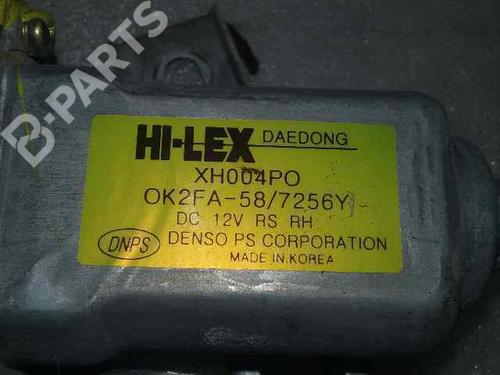 B-PARTS
HI-LEX DAEDONG
XH004PO
OK2FA-58/7256Y
DC 12V RS RH
DNPS DENSO PS CORPORATION
MADE IN KOREA